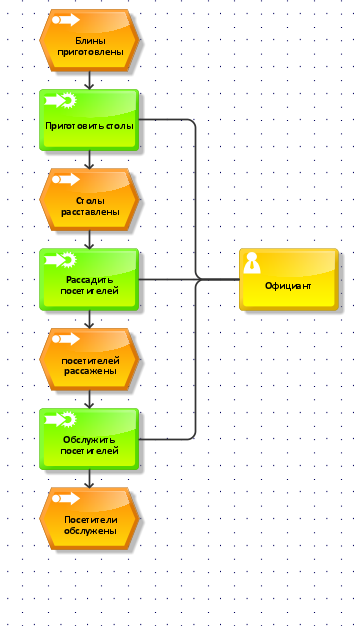 Блины
приготовлены
Приготовить столы
Столы
расставлены
Рассадить
посетителей
Официант
посетителей
рассажены
Обслужить
посетителей
Посетители
обслужены